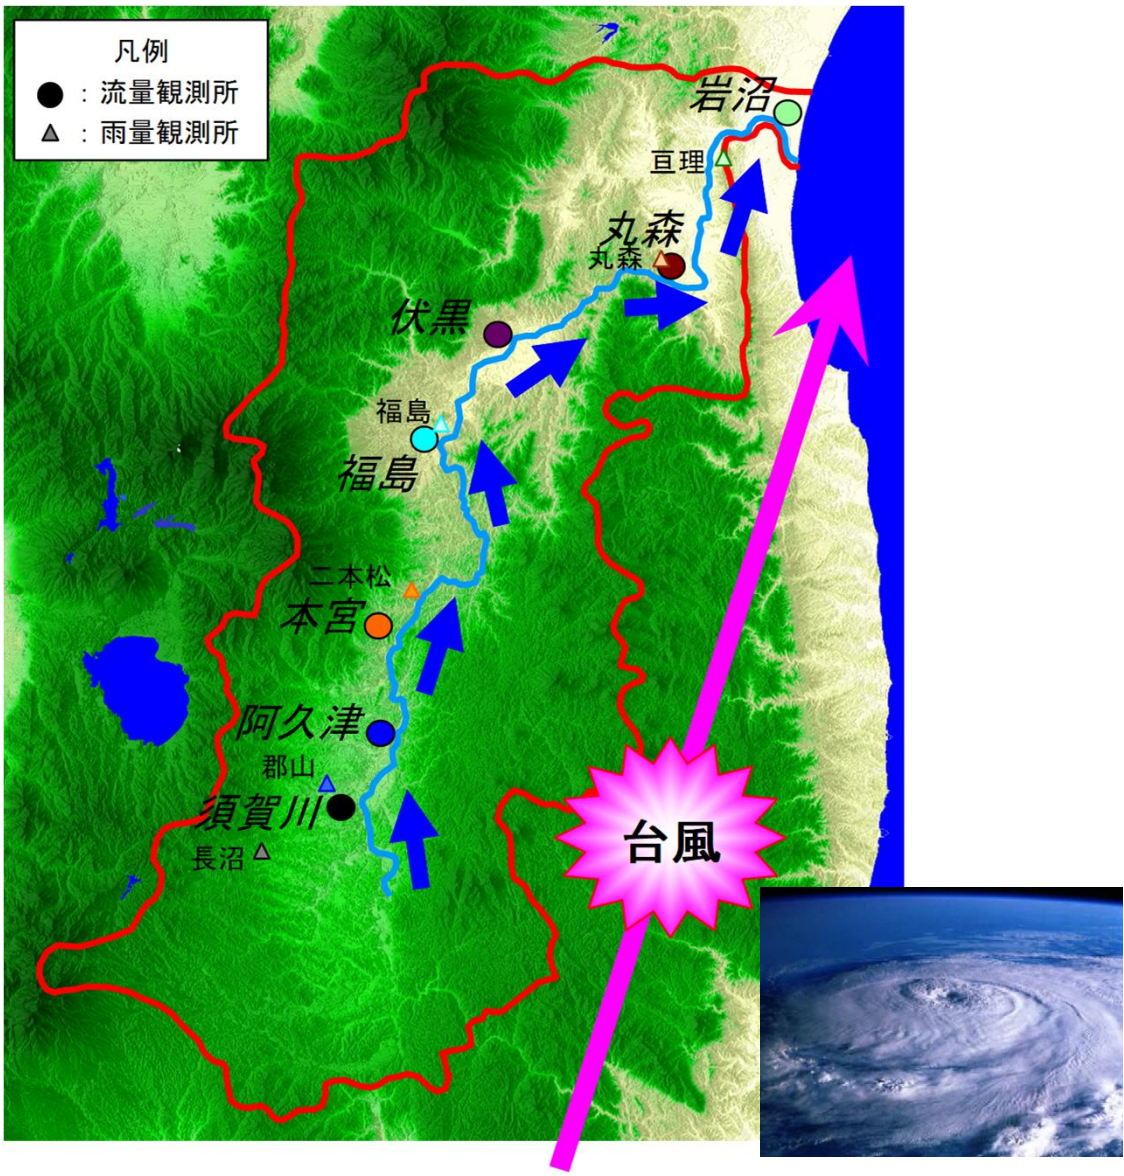 凡例
： 流量観測所
： 雨量観測所
岩沼
亘理
丸森
丸森
伏黒
福島
福島
二本松
本宮
阿久津
郡山
須賀川
長沼
台風